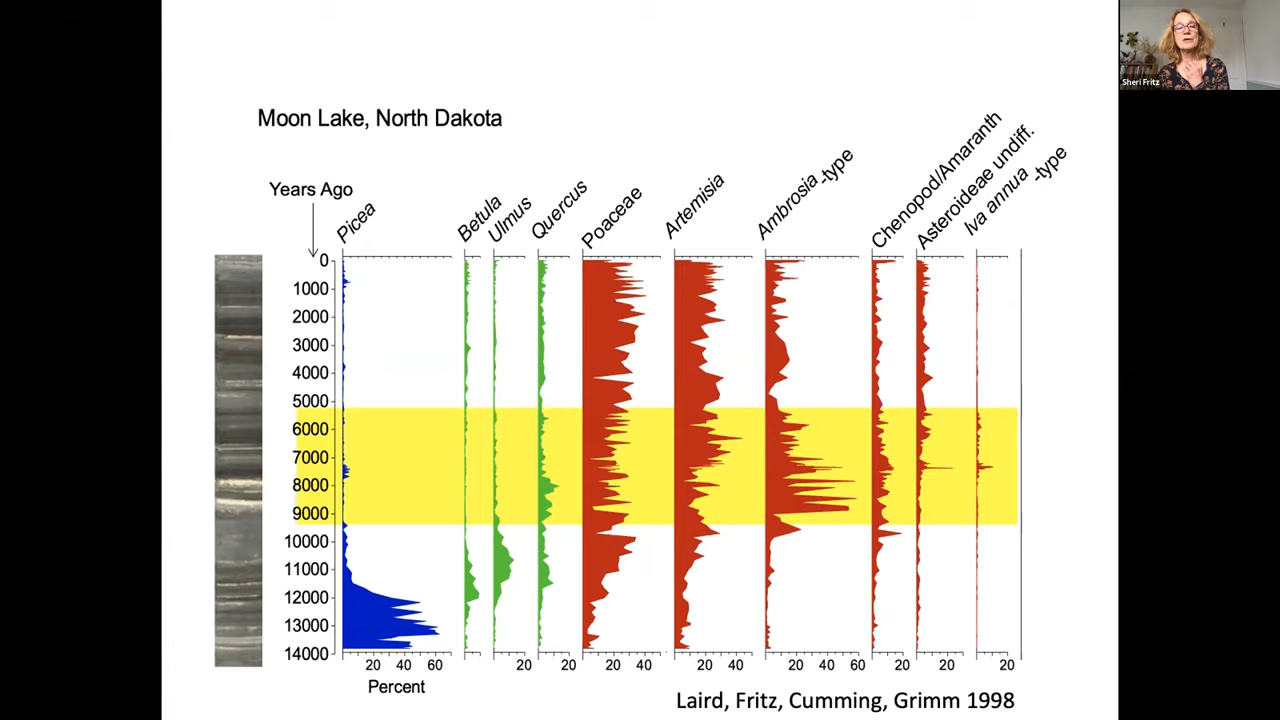 Sheri Fritz
Moon Lake, North Dakota
Years Ago
Picea
Betula
Ulmus
Quercus
Poaceae
Artemisia
Ambrosia -type
Chenopod/Amaranth
Asteroideae undiff.
Iva annua -type
0
1000
2000
3000
4000
5000
6000
7000
8000
9000
10000
11000
12000
13000
14000
20 40 60 20 20 20 40 20 40 20 40 60 20 20 20
Percent
Laird, Fritz, Cumming, Grimm 1998